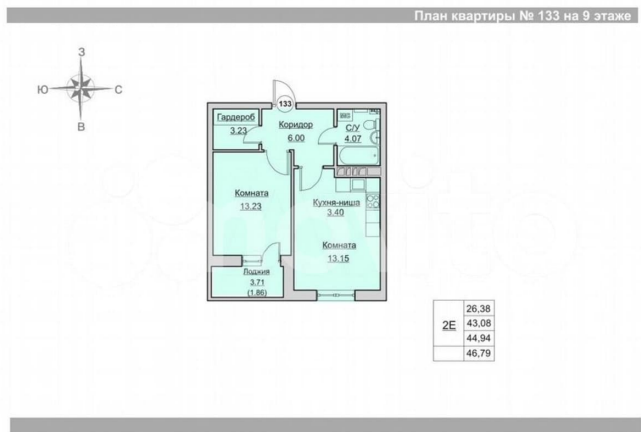 План квартиры № 133 на 9 этаже
З
Ю
С
В
133
Гардероб
3.23
Коридор
6.00
С/У
4.07
Комната
13.23
Кухня-ниша
3.40
Комната
13.15
Лоджия
3.71
(1.86)
26,38
2Е
43,08
44,94
46,79